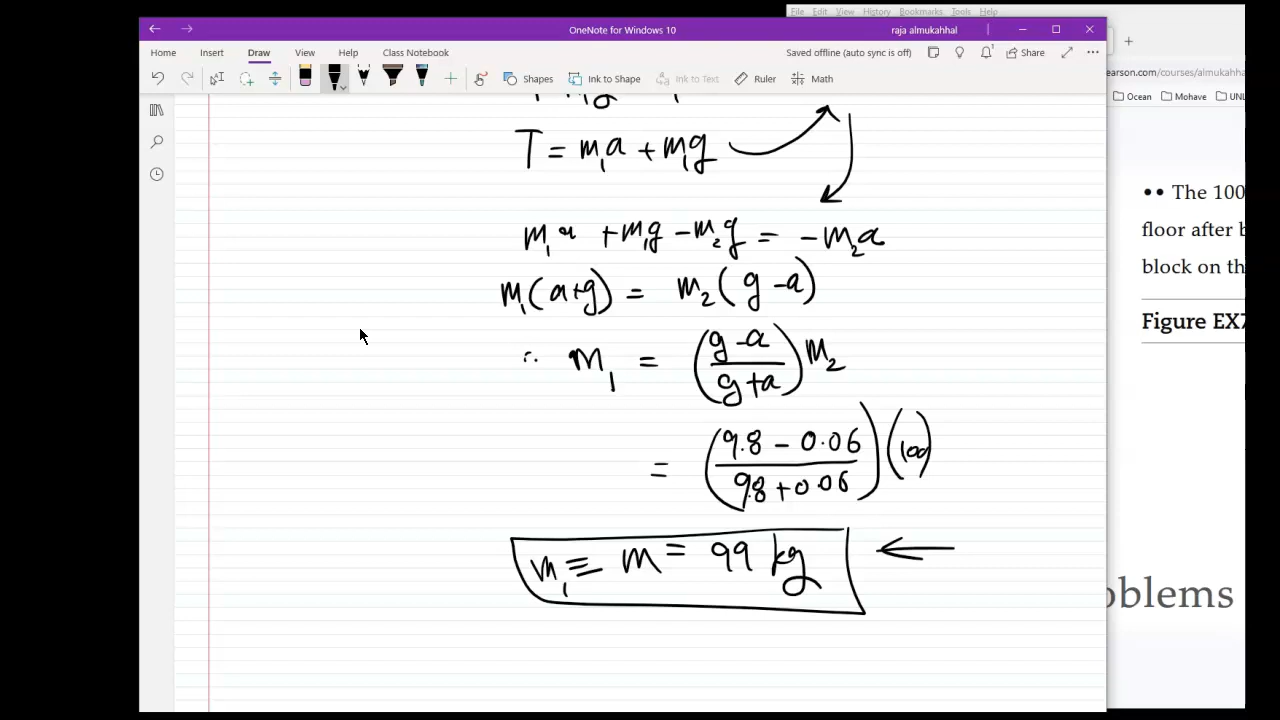 File Edit View History Bookmarks Tools Help
OneNote for Windows 10
raja almukhahhal
Home Insert Draw View Help Class Notebook
Saved offline (auto sync is off)
Share
Shapes Ink to Shape Ink to Text Ruler Math
earson.com/courses/almukahha
Ocean Mohave UNL
T = m₁a + m₁g
m₁a + m₁g - m₂g = -m₂a
m₁(a+g) = m₂(g-a)
∴ m₁ = (g-a / g+a) m₂
= (9.8 - 0.06 / 9.8 + 0.06) (100)
m₁ ≡ m = 99 kg
•• The 100
floor after b
block on th
Figure EX7
oblems